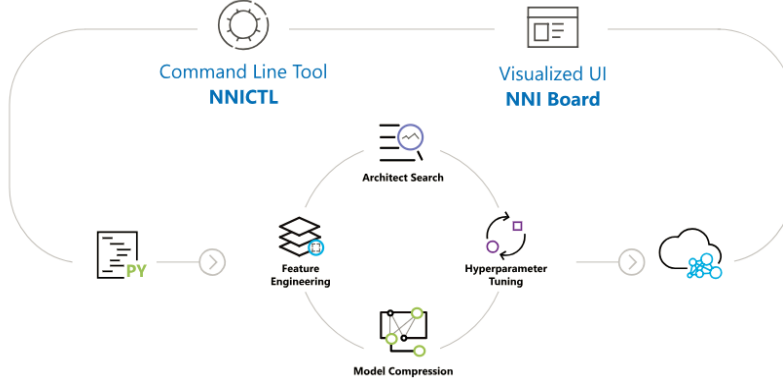 Command Line Tool
NNICTL
Visualized UI
NNI Board
Architect Search
PY
Feature
Engineering
Hyperparameter
Tuning
Model Compression